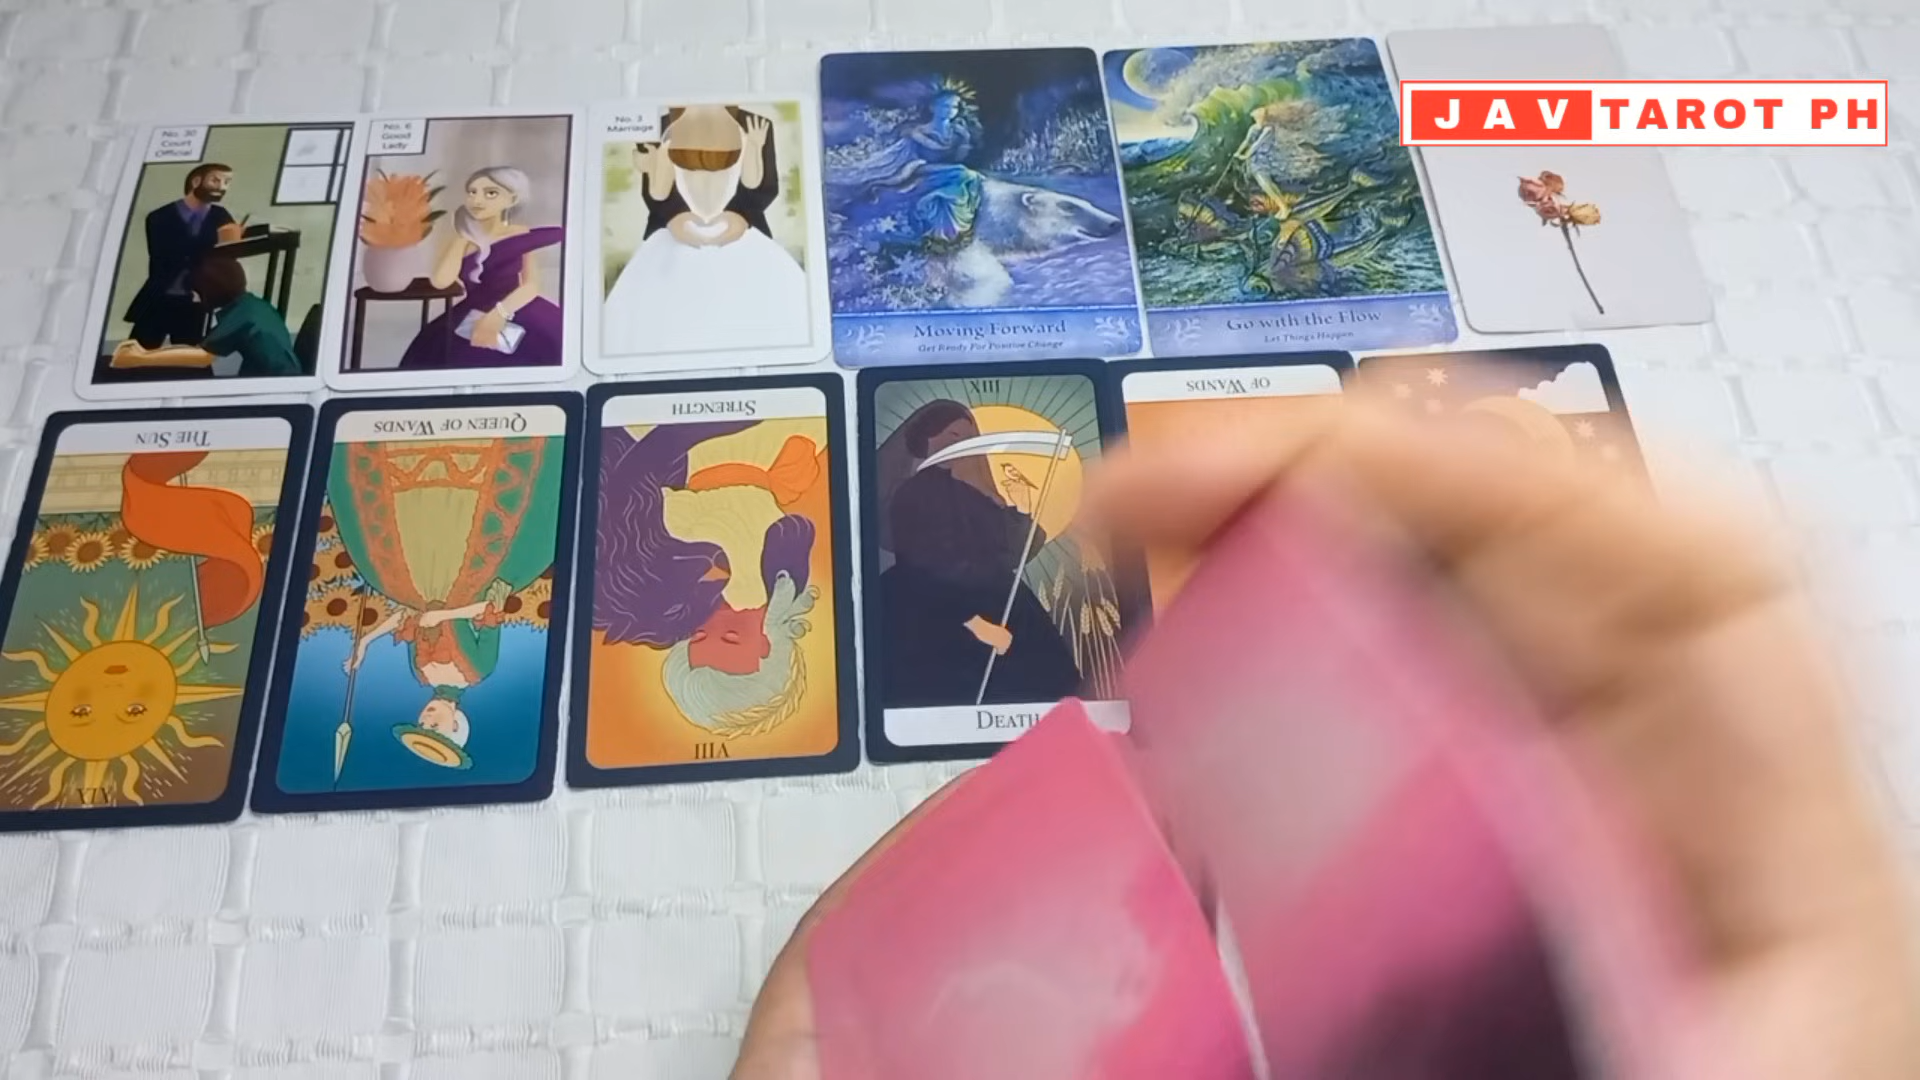 JAV TAROT PH
No. 30
Court
Official
No. 6
Good
Lady
No. 3
Marriage
Moving Forward
Get Ready For Positive Change
Go with the Flow
Let Things Happen
THE SUN
XIX
QUEEN OF WANDS
STRENGTH
VIII
XIII
DEATH
OF WANDS